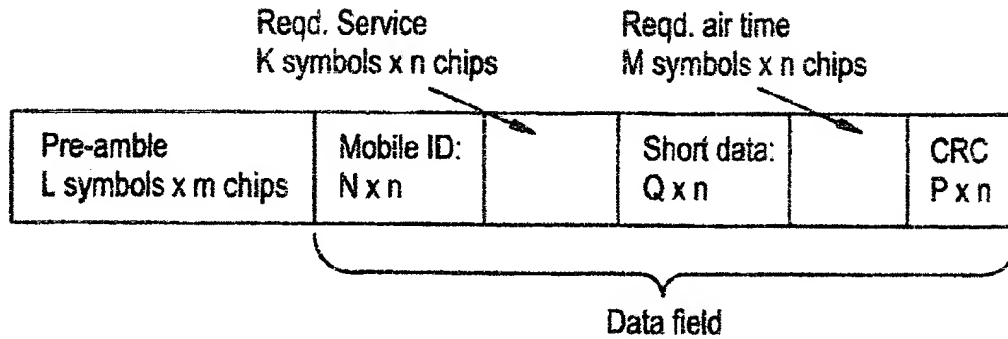 Reqd. Service
K symbols x n chips
Reqd. air time
M symbols x n chips
Pre-amble
L symbols x m chips
Mobile ID:
N x n
Short data:
Q x n
CRC
P x n
Data field